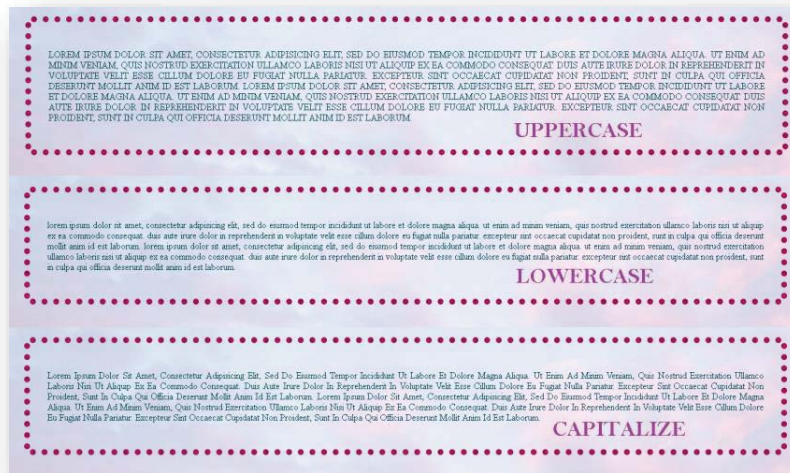 LOREM IPSUM DOLOR SIT AMET, CONSECTETUR ADIPISICING ELIT, SED DO EIUSMOD TEMPOR INCIDIDUNT UT LABORE ET DOLORE MAGNA ALIQUA. UT ENIM AD
MINIM VENIAM, QUIS NOSTRUD EXERCITATION ULLAMCO LABORIS NISI UT ALIQUIP EX EA COMMODO CONSEQUAT. DUIS AUTE IRURE DOLOR IN REPREHENDERIT IN
VOLUPTATE VELIT ESSE CILLUM DOLORE EU FUGIAT NULLA PARIATUR. EXCEPTEUR SINT OCCAECAT CUPIDATAT NON PROIDENT, SUNT IN CULPA QUI OFFICIA
DESERUNT MOLLIT ANIM ID EST LABORUM. LOREM IPSUM DOLOR SIT AMET, CONSECTETUR ADIPISICING ELIT, SED DO EIUSMOD TEMPOR INCIDIDUNT UT LABORE
ET DOLORE MAGNA ALIQUA. UT ENIM AD MINIM VENIAM, QUIS NOSTRUD EXERCITATION ULLAMCO LABORIS NISI UT ALIQUIP EX EA COMMODO CONSEQUAT. DUIS
AUTE IRURE DOLOR IN REPREHENDERIT IN VOLUPTATE VELIT ESSE CILLUM DOLORE EU FUGIAT NULLA PARIATUR. EXCEPTEUR SINT OCCAECAT CUPIDATAT NON
PROIDENT, SUNT IN CULPA QUI OFFICIA DESERUNT MOLLIT ANIM ID EST LABORUM.
UPPERCASE
lorem ipsum dolor sit amet, consectetur adipisicing elit, sed do eiusmod tempor incididunt ut labore et dolore magna aliqua. ut enim ad minim veniam, quis nostrud exercitation ullamco laboris nisi ut aliquip
ex ea commodo consequat. duis aute irure dolor in reprehenderit in voluptate velit esse cillum dolore eu fugiat nulla pariatur. excepteur sint occaecat cupidatat non proident, sunt in culpa qui officia deserunt
mollit anim id est laborum. lorem ipsum dolor sit amet, consectetur adipisicing elit, sed do eiusmod tempor incididunt ut labore et dolore magna aliqua. ut enim ad minim veniam, quis nostrud exercitation
ullamco laboris nisi ut aliquip ex ea commodo consequat. duis aute irure dolor in reprehenderit in voluptate velit esse cillum dolore eu fugiat nulla pariatur. excepteur sint occaecat cupidatat non proident, sunt
in culpa qui officia deserunt mollit anim id est laborum.
LOWERCASE
Lorem Ipsum Dolor Sit Amet, Consectetur Adipisicing Elit, Sed Do Eiusmod Tempor Incididunt Ut Labore Et Dolore Magna Aliqua. Ut Enim Ad Minim Veniam, Quis Nostrud Exercitation Ullamco
Laboris Nisi Ut Aliquip Ex Ea Commodo Consequat. Duis Aute Irure Dolor In Reprehenderit In Voluptate Velit Esse Cillum Dolore Eu Fugiat Nulla Pariatur. Excepteur Sint Occaecat Cupidatat Non
Proident, Sunt In Culpa Qui Officia Deserunt Mollit Anim Id Est Laborum. Lorem Ipsum Dolor Sit Amet, Consectetur Adipisicing Elit, Sed Do Eiusmod Tempor Incididunt Ut Labore Et Dolore Magna
Aliqua. Ut Enim Ad Minim Veniam, Quis Nostrud Exercitation Ullamco Laboris Nisi Ut Aliquip Ex Ea Commodo Consequat. Duis Aute Irure Dolor In Reprehenderit In Voluptate Velit Esse Cillum Dolore
Eu Fugiat Nulla Pariatur. Excepteur Sint Occaecat Cupidatat Non Proident, Sunt In Culpa Qui Officia Deserunt Mollit Anim Id Est Laborum.
CAPITALIZE